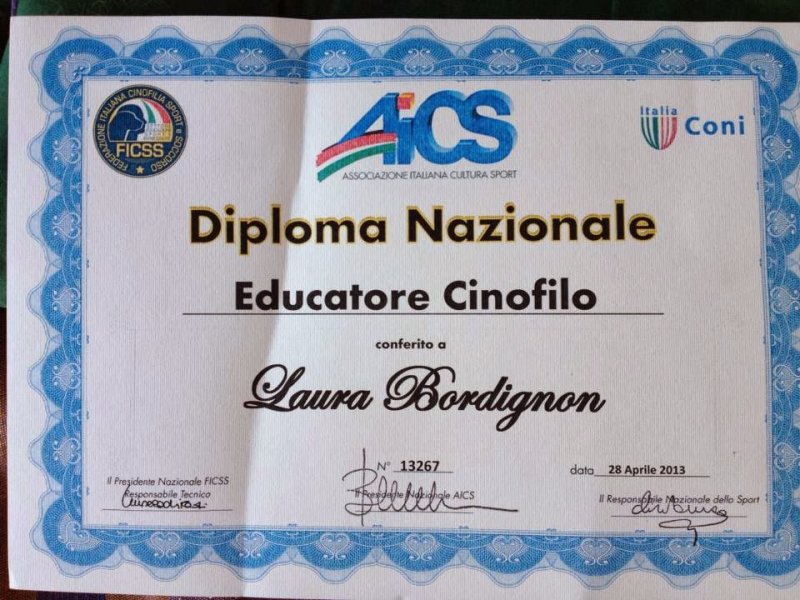 FEDERAZIONE ITALIANA CINOFILIA SPORT e SOCCORSO
FICSS
AiCS
ASSOCIAZIONE ITALIANA CULTURA SPORT
Italia
Coni
Diploma Nazionale
Educatore Cinofilo
conferito a
Laura Bordignon
N° 13267
data 28 Aprile 2013
Il Presidente Nazionale FICSS
Responsabile Tecnico
Il Presidente Nazionale AICS
Il Responsabile Nazionale dello Sport